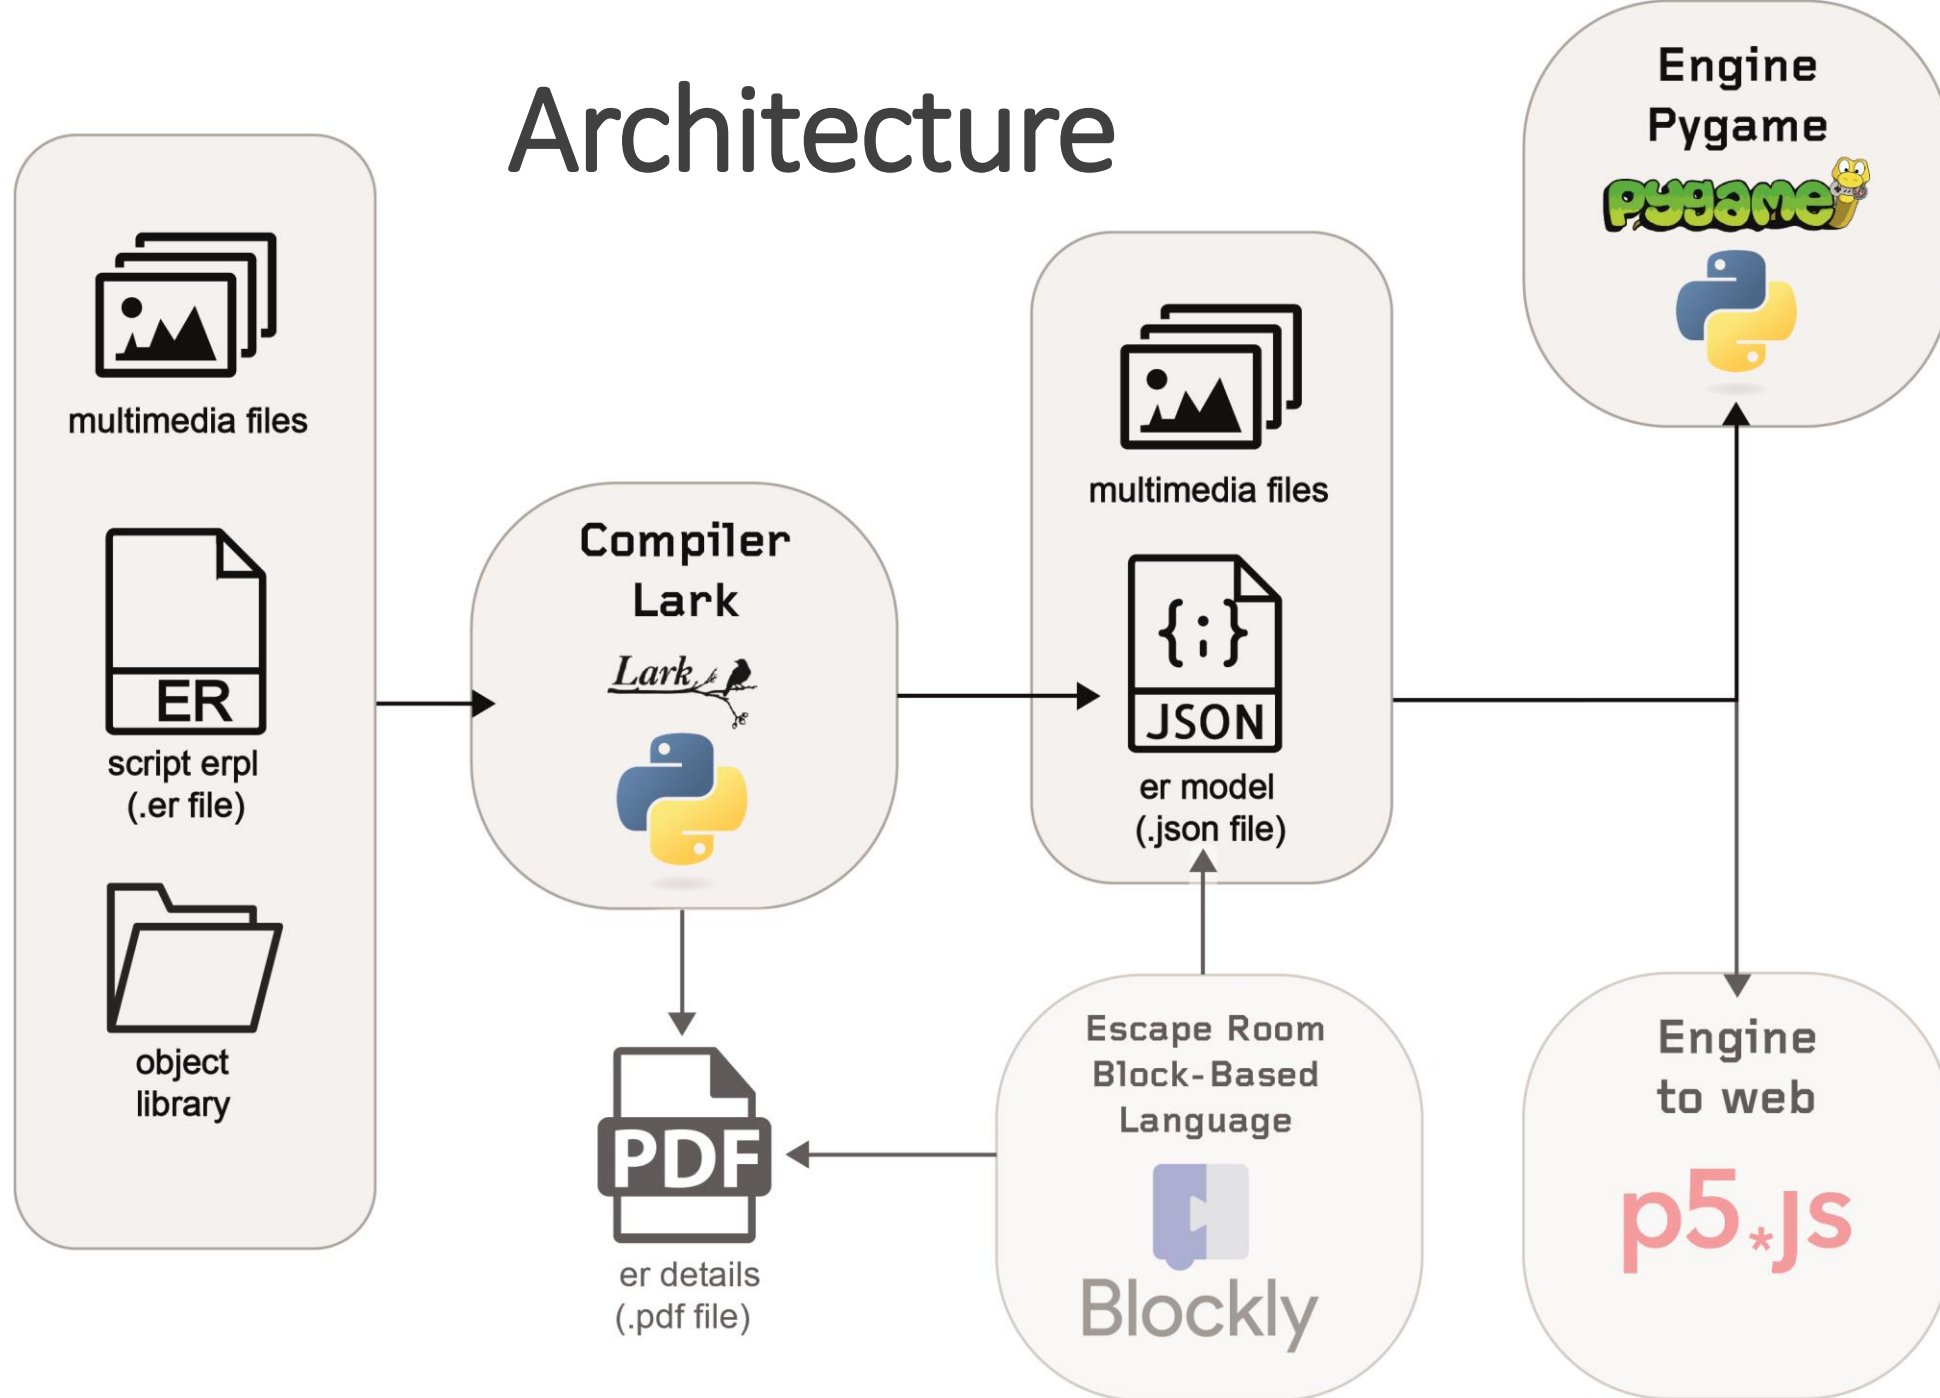 Architecture
multimedia files
ER
script erpl
(.er file)
object
library
Compiler
Lark
Lark
PDF
er details
(.pdf file)
multimedia files
{;}
JSON
er model
(.json file)
Escape Room
Block-Based
Language
Blockly
Engine
Pygame
pygame
Engine
to web
p5*js